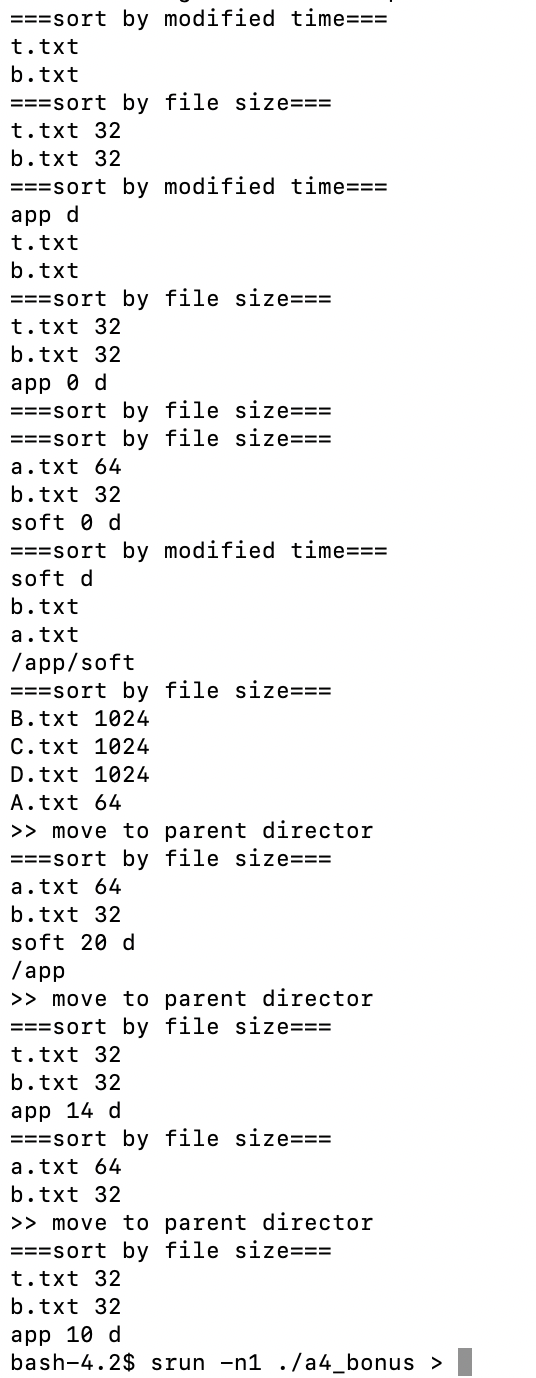 ===sort by modified time===
t.txt
b.txt
===sort by file size===
t.txt 32
b.txt 32
===sort by modified time===
app d
t.txt
b.txt
===sort by file size===
t.txt 32
b.txt 32
app 0 d
===sort by file size===
===sort by file size===
a.txt 64
b.txt 32
soft 0 d
===sort by modified time===
soft d
b.txt
a.txt
/app/soft
===sort by file size===
B.txt 1024
C.txt 1024
D.txt 1024
A.txt 64
>> move to parent director
===sort by file size===
a.txt 64
b.txt 32
soft 20 d
/app
>> move to parent director
===sort by file size===
t.txt 32
b.txt 32
app 14 d
===sort by file size===
a.txt 64
b.txt 32
>> move to parent director
===sort by file size===
t.txt 32
b.txt 32
app 10 d
bash-4.2$ srun -n1 ./a4_bonus >